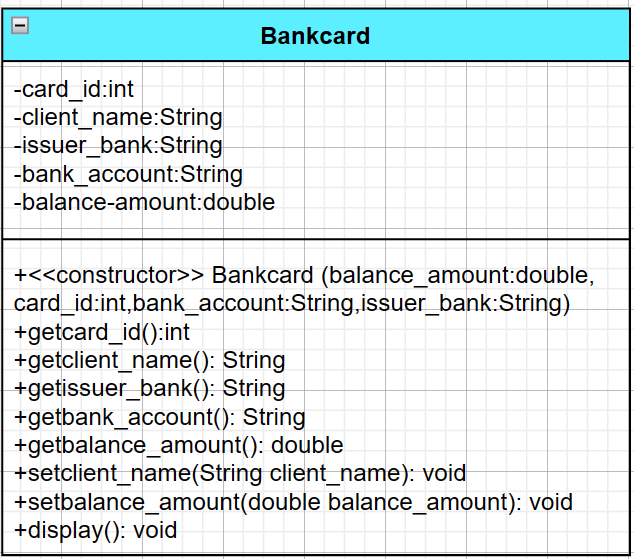 Bankcard
-card_id:int
-client_name:String
-issuer_bank:String
-bank_account:String
-balance-amount:double
+<<constructor>> Bankcard (balance_amount:double,
card_id:int,bank_account:String,issuer_bank:String)
+getcard_id():int
+getclient_name(): String
+getissuer_bank(): String
+getbank_account(): String
+getbalance_amount(): double
+setclient_name(String client_name): void
+setbalance_amount(double balance_amount): void
+display(): void